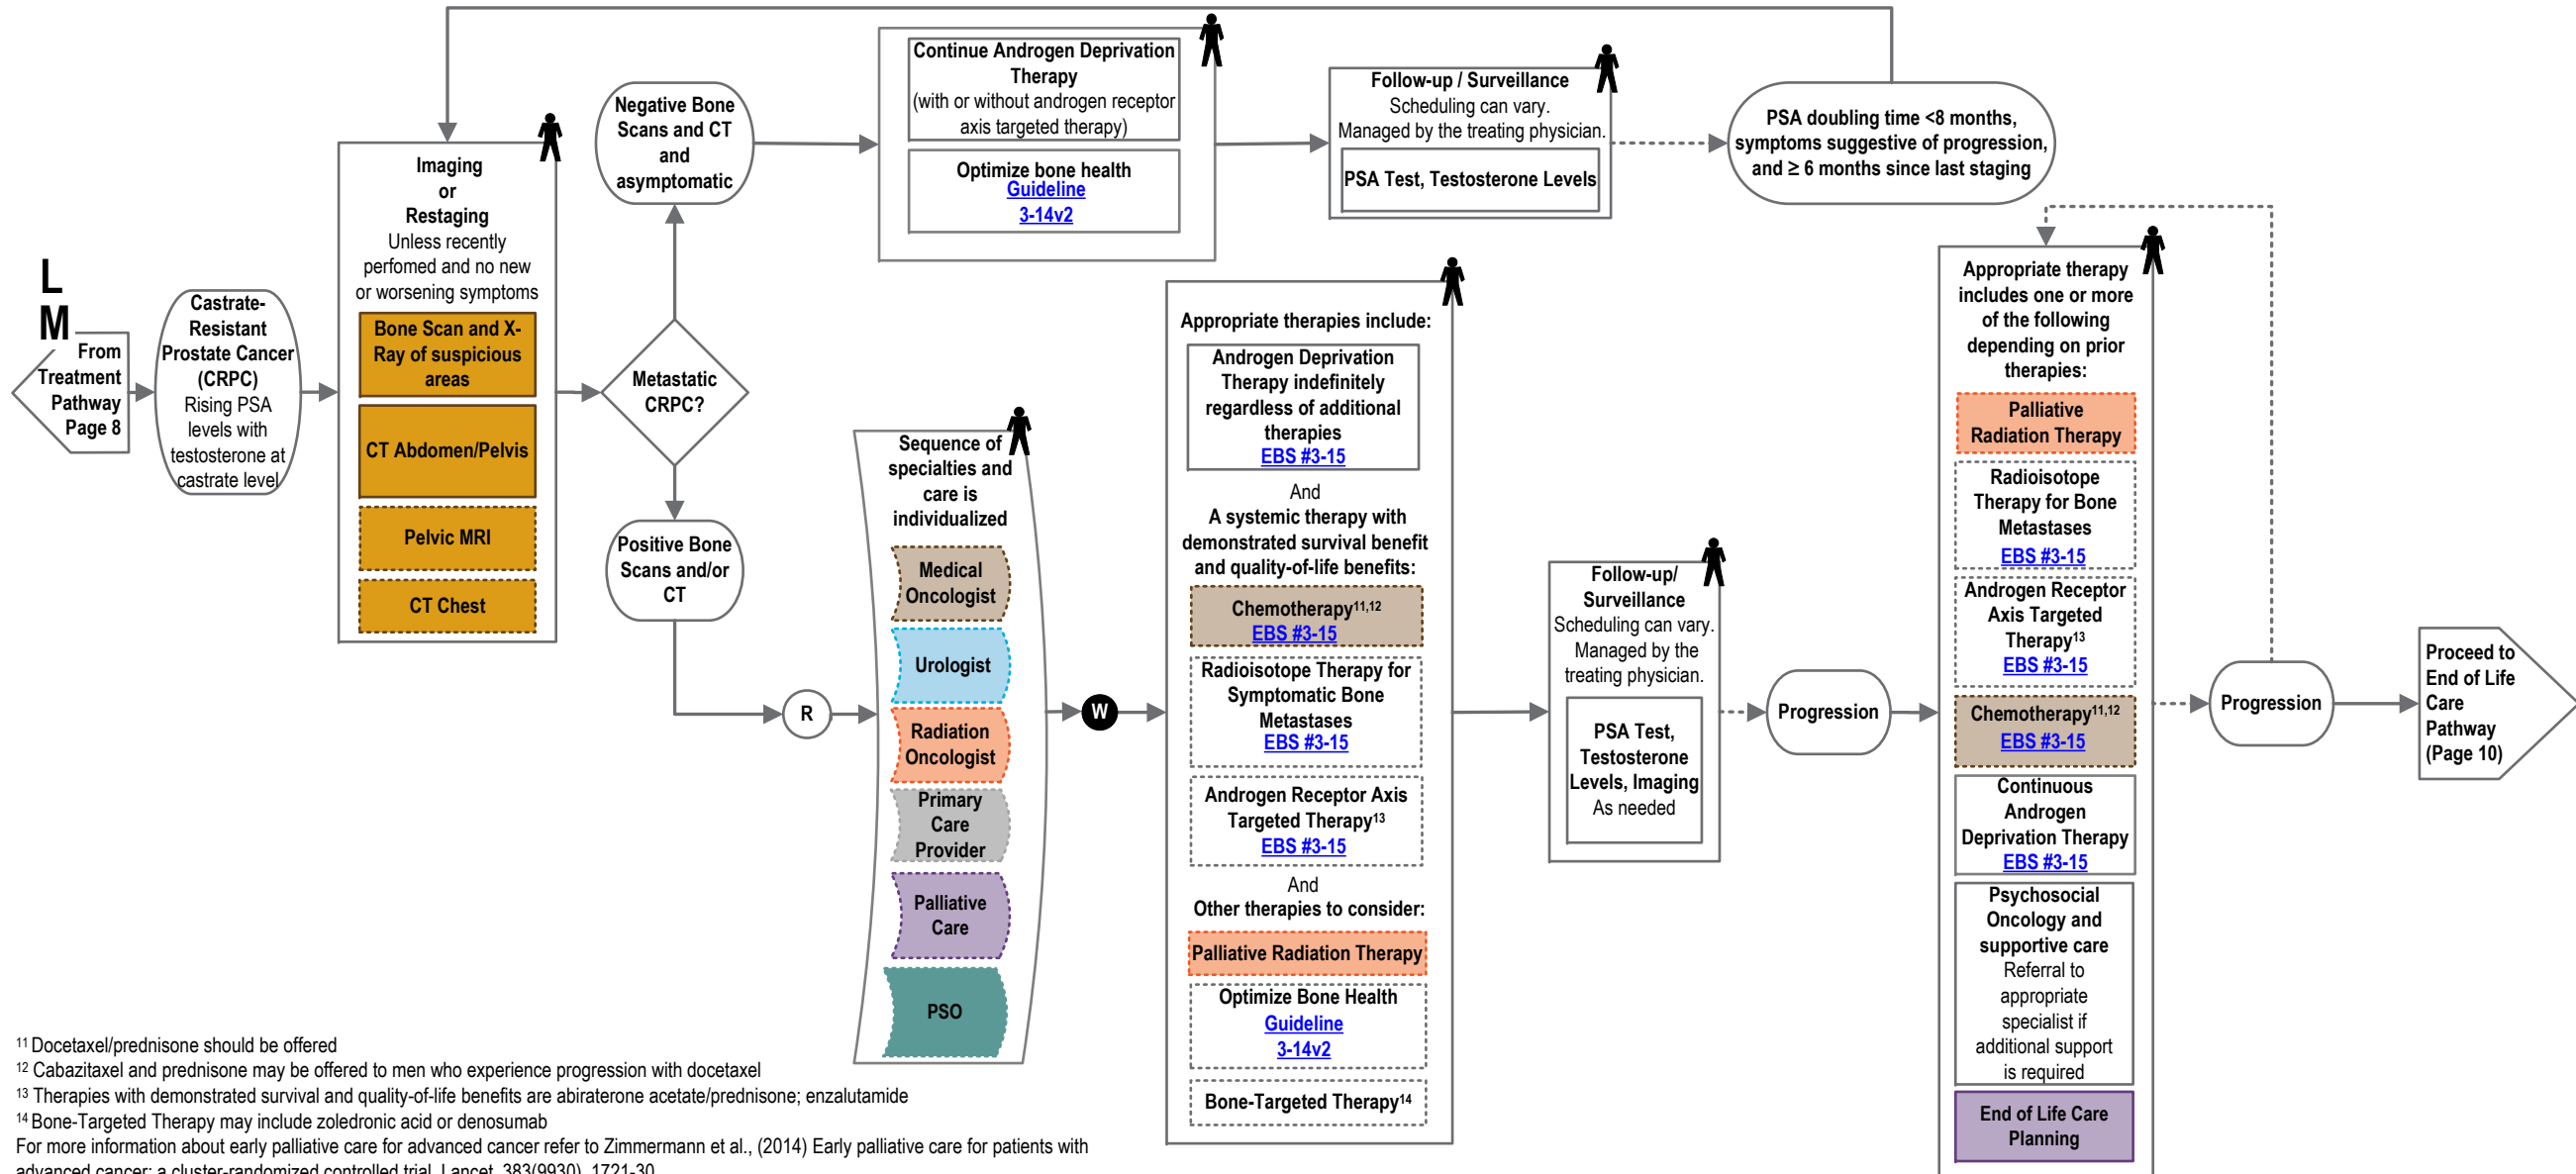 L
M
From
Treatment
Pathway
Page 8
Castrate-
Resistant
Prostate Cancer
(CRPC)
Rising PSA
levels with
testosterone at
castrate level
Imaging
or
Restaging
Unless recently
perfomed and no new
or worsening symptoms
Bone Scan and X-
Ray of suspicious
areas
CT Abdomen/Pelvis
Pelvic MRI
CT Chest
Metastatic
CRPC?
Negative Bone
Scans and CT
and
asymptomatic
Continue Androgen Deprivation
Therapy
(with or without androgen receptor
axis targeted therapy)
Optimize bone health
Guideline
3-14v2
Follow-up / Surveillance
Scheduling can vary.
Managed by the treating physician.
PSA Test, Testosterone Levels
PSA doubling time <8 months,
symptoms suggestive of progression,
and ≥ 6 months since last staging
Positive Bone
Scans and/or
CT
R
Sequence of
specialties and
care is
individualized
Medical
Oncologist
Urologist
Radiation
Oncologist
Primary
Care
Provider
Palliative
Care
PSO
W
Appropriate therapies include:
Androgen Deprivation
Therapy indefinitely
regardless of additional
therapies
EBS #3-15
And
A systemic therapy with
demonstrated survival benefit
and quality-of-life benefits:
Chemotherapy11,12
EBS #3-15
Radioisotope Therapy for
Symptomatic Bone
Metastases
EBS #3-15
Androgen Receptor Axis
Targeted Therapy13
EBS #3-15
And
Other therapies to consider:
Palliative Radiation Therapy
Optimize Bone Health
Guideline
3-14v2
Bone-Targeted Therapy14
Follow-up/
Surveillance
Scheduling can vary.
Managed by the
treating physician.
PSA Test,
Testosterone
Levels, Imaging
As needed
Progression
Appropriate therapy
includes one or more
of the following
depending on prior
therapies:
Palliative
Radiation Therapy
Radioisotope
Therapy for Bone
Metastases
EBS #3-15
Androgen Receptor
Axis Targeted
Therapy13
EBS #3-15
Chemotherapy11,12
EBS #3-15
Continuous
Androgen
Deprivation Therapy
EBS #3-15
Psychosocial
Oncology and
supportive care
Referral to
appropriate
specialist if
additional support
is required
End of Life Care
Planning
Progression
Proceed to
End of Life
Care
Pathway
(Page 10)
11 Docetaxel/prednisone should be offered
12 Cabazitaxel and prednisone may be offered to men who experience progression with docetaxel
13 Therapies with demonstrated survival and quality-of-life benefits are abiraterone acetate/prednisone; enzalutamide
14 Bone-Targeted Therapy may include zoledronic acid or denosumab
For more information about early palliative care for advanced cancer refer to Zimmermann et al., (2014) Early palliative care for patients with
advanced cancer: a cluster-randomized controlled trial. Lancet, 383(9930), 1721-30